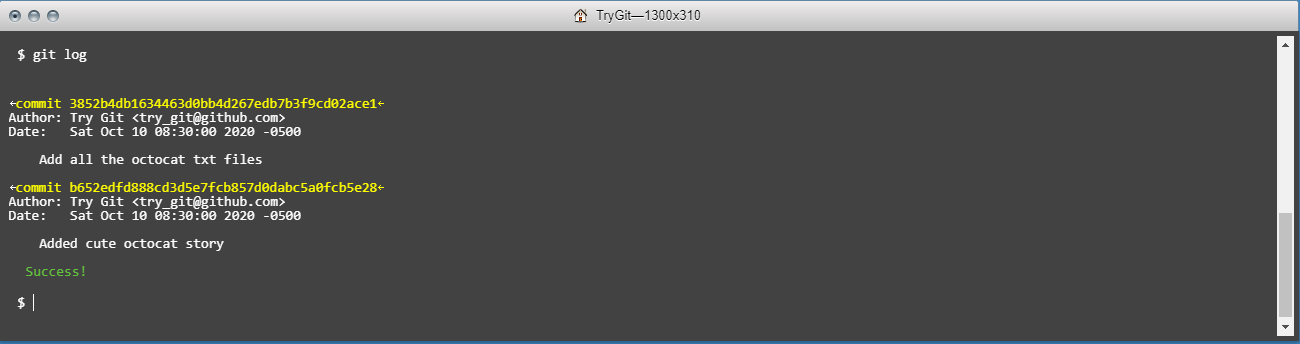 TryGit—1300x310
$ git log
←commit 3852b4db1634463d0bb4d267edb7b3f9cd02ace1←
Author: Try Git <try_git@github.com>
Date:   Sat Oct 10 08:30:00 2020 -0500
Add all the octocat txt files
←commit b652edfd888cd3d5e7fcb857d0dabc5a0fcb5e28←
Author: Try Git <try_git@github.com>
Date:   Sat Oct 10 08:30:00 2020 -0500
Added cute octocat story
Success!
$